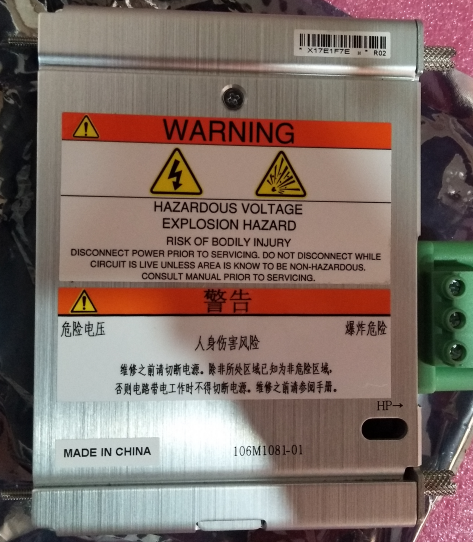 * X17E1F7E H * R02
WARNING
HAZARDOUS VOLTAGE
EXPLOSION HAZARD
RISK OF BODILY INJURY
DISCONNECT POWER PRIOR TO SERVICING. DO NOT DISCONNECT WHILE
CIRCUIT IS LIVE UNLESS AREA IS KNOW TO BE NON-HAZARDOUS.
CONSULT MANUAL PRIOR TO SERVICING.
警告
危险电压 爆炸危险
人身伤害风险
维修之前请切断电源。除非所处区域已知为非危险区域,
否则电路带电工作时不得切断电源。维修之前请参阅手册。
HP→
MADE IN CHINA 106M1081-01